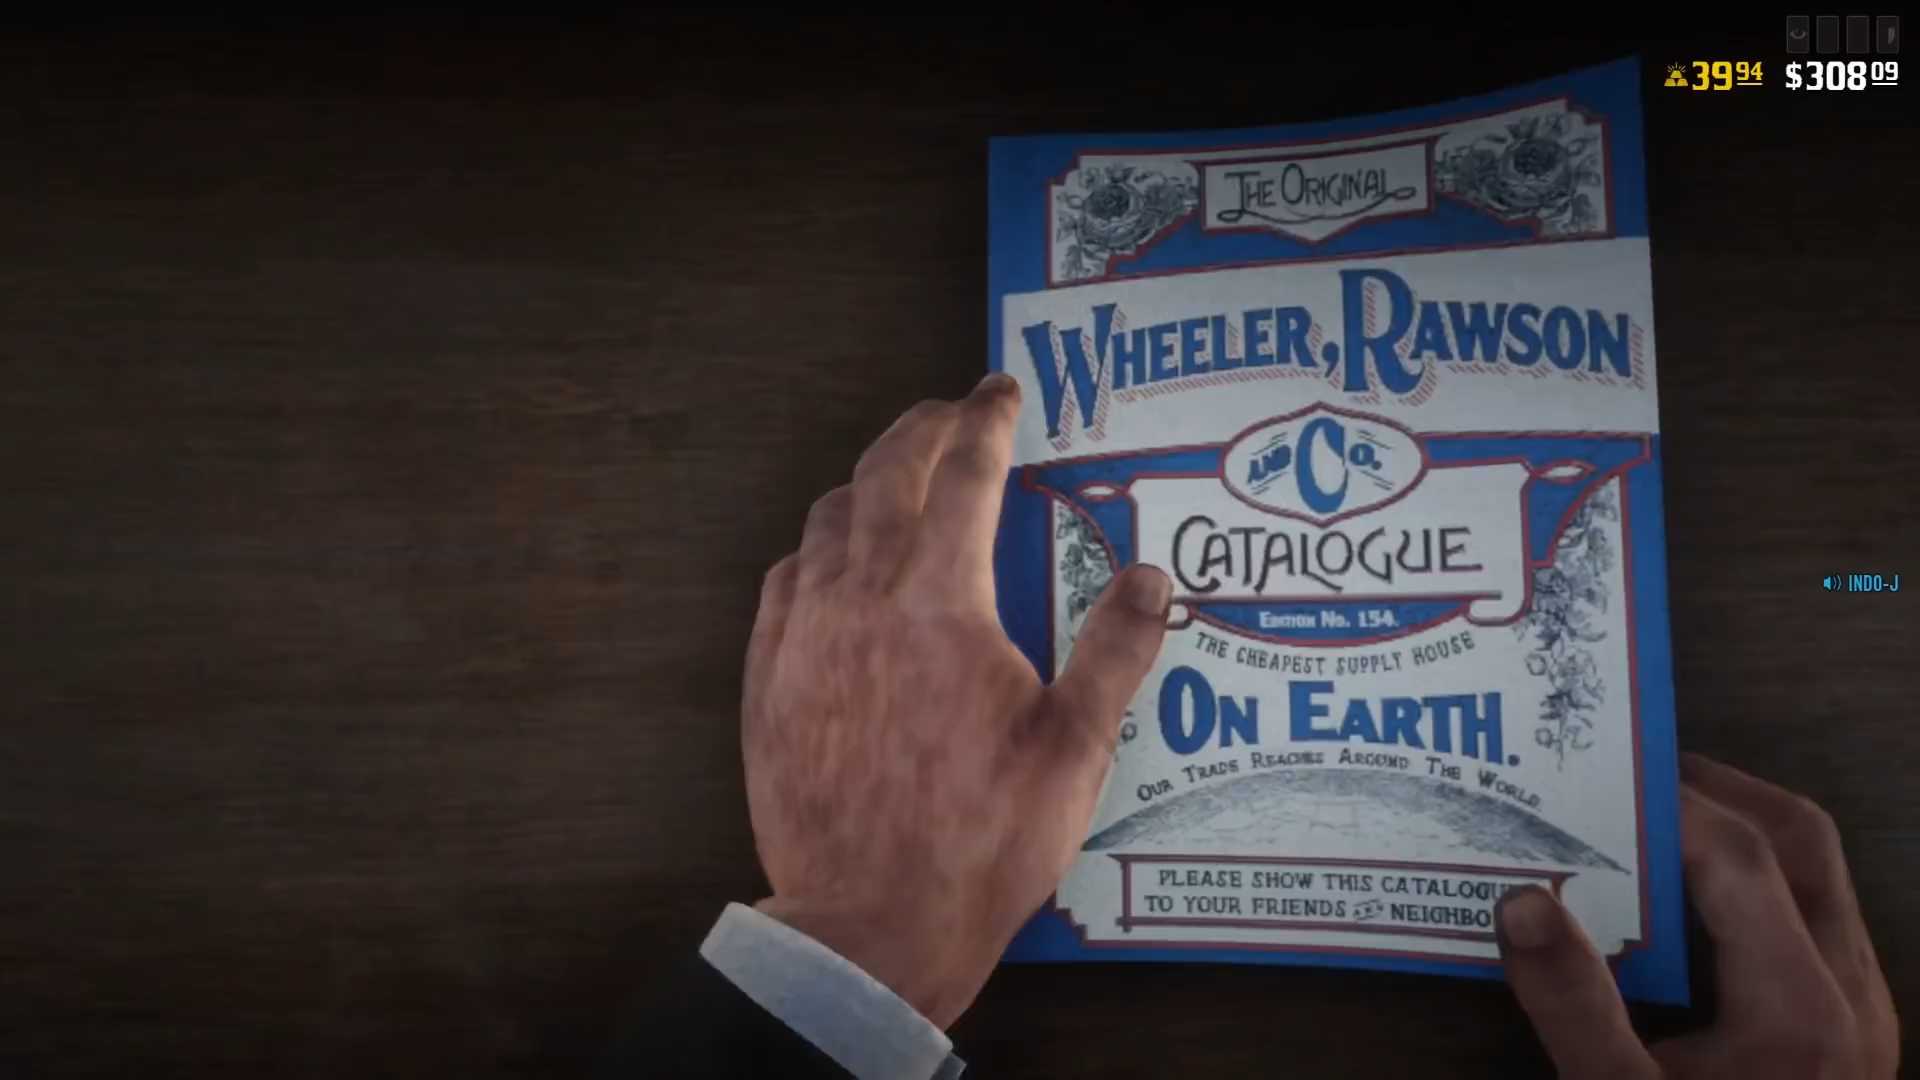 39 94 $308 09
THE ORIGINAL
WHEELER, RAWSON
AND CO.
CATALOGUE
EDITION No. 154.
THE CHEAPEST SUPPLY HOUSE
ON EARTH.
OUR TRADE REACHES AROUND THE WORLD.
PLEASE SHOW THIS CATALOGU
TO YOUR FRIENDS AND NEIGHBO
INDO-J